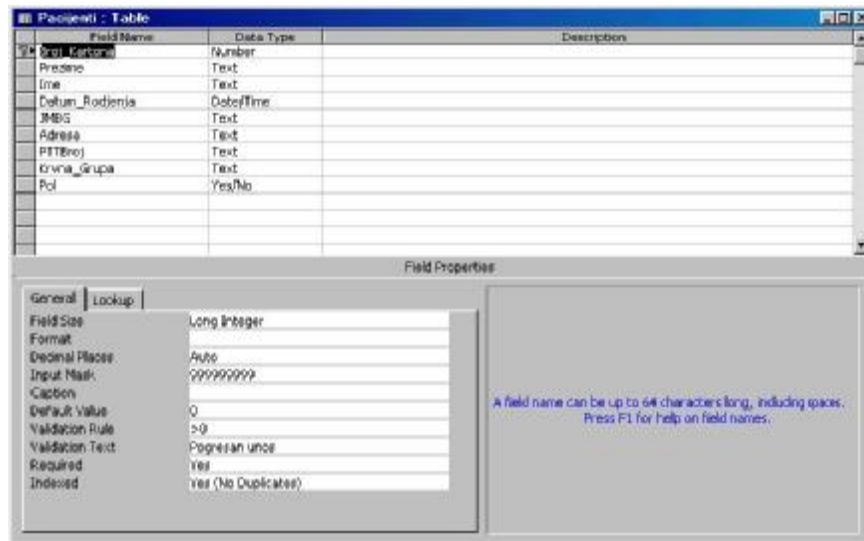 Pacijenti : Table
Field Name Data Type Description
Broj_Kartona Number
Prezime Text
Ime Text
Datum_Rodjenja Date/Time
JMBG Text
Adresa Text
PTTBroj Text
Krvna_Grupa Text
Pol Yes/No
Field Properties
General Lookup
Field Size Long Integer
Format
Decimal Places Auto
Input Mask 999999999
Caption
Default Value 0
Validation Rule >0
Validation Text Pogresan unos
Required Yes
Indexed Yes (No Duplicates)
A field name can be up to 64 characters long, including spaces.
Press F1 for help on field names.